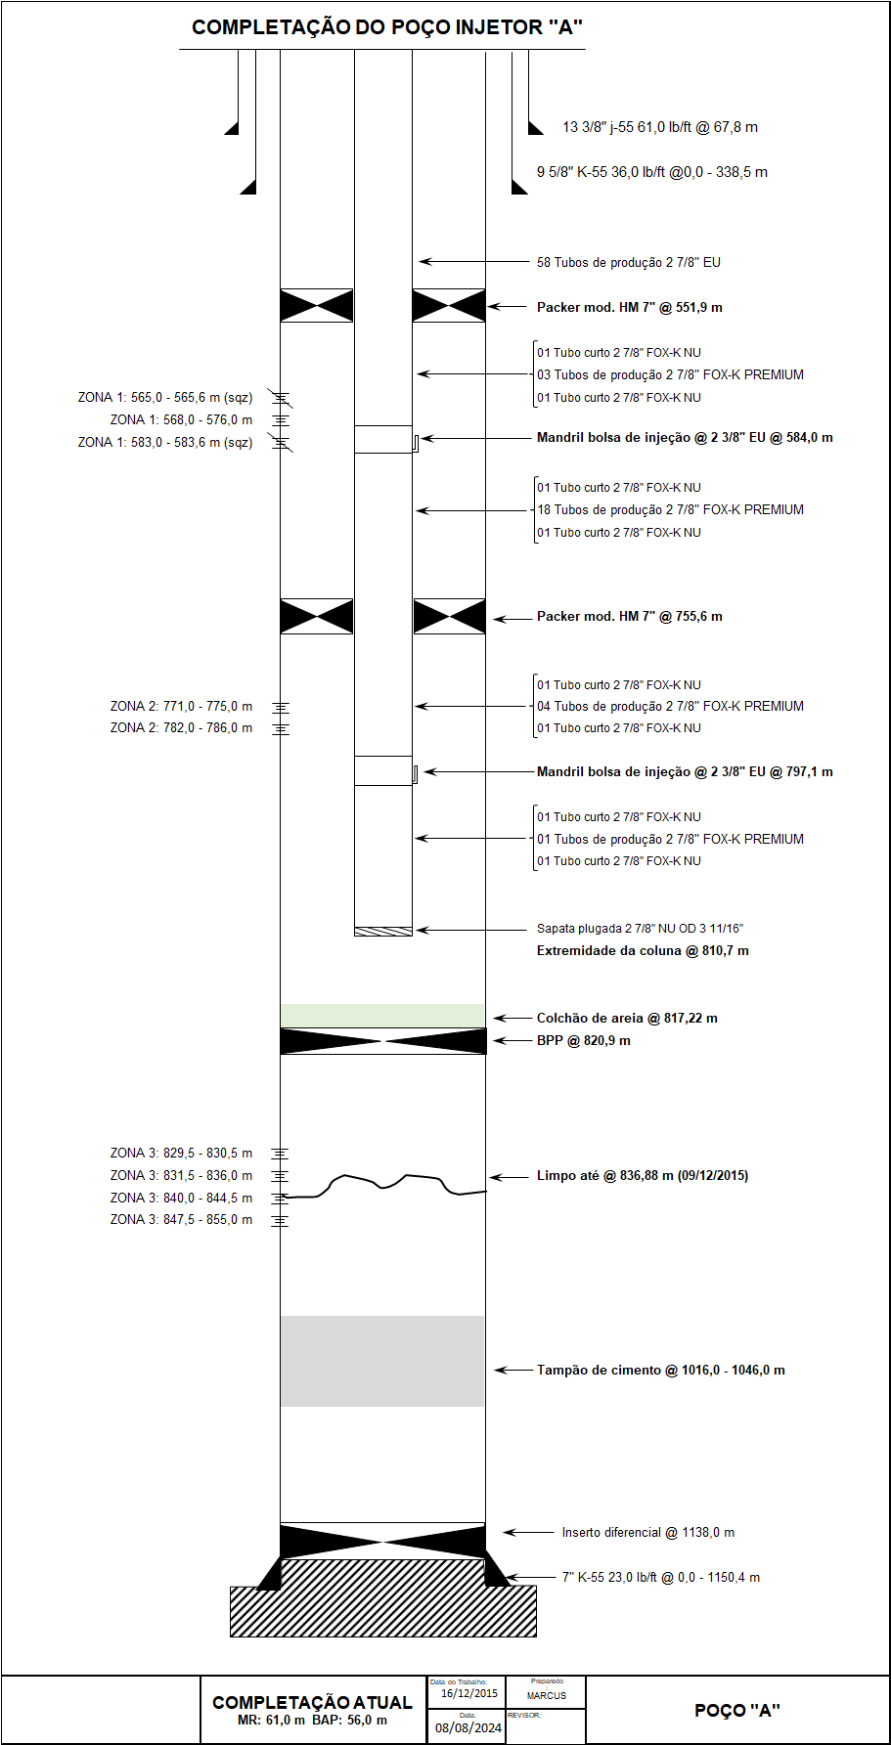 COMPLETAÇÃO DO POÇO INJETOR "A"
13 3/8" j-55 61,0 lb/ft @ 67,8 m
9 5/8" K-55 36,0 lb/ft @0,0 - 338,5 m
58 Tubos de produção 2 7/8" EU
Packer mod. HM 7" @ 551,9 m
01 Tubo curto 2 7/8" FOX-K NU
03 Tubos de produção 2 7/8" FOX-K PREMIUM
01 Tubo curto 2 7/8" FOX-K NU
ZONA 1: 565,0 - 565,6 m (sqz)
ZONA 1: 568,0 - 576,0 m
ZONA 1: 583,0 - 583,6 m (sqz)
Mandril bolsa de injeção @ 2 3/8" EU @ 584,0 m
01 Tubo curto 2 7/8" FOX-K NU
18 Tubos de produção 2 7/8" FOX-K PREMIUM
01 Tubo curto 2 7/8" FOX-K NU
Packer mod. HM 7" @ 755,6 m
ZONA 2: 771,0 - 775,0 m
ZONA 2: 782,0 - 786,0 m
01 Tubo curto 2 7/8" FOX-K NU
04 Tubos de produção 2 7/8" FOX-K PREMIUM
01 Tubo curto 2 7/8" FOX-K NU
Mandril bolsa de injeção @ 2 3/8" EU @ 797,1 m
01 Tubo curto 2 7/8" FOX-K NU
01 Tubos de produção 2 7/8" FOX-K PREMIUM
01 Tubo curto 2 7/8" FOX-K NU
Sapata plugada 2 7/8" NU OD 3 11/16"
Extremidade da coluna @ 810,7 m
Colchão de areia @ 817,22 m
BPP @ 820,9 m
ZONA 3: 829,5 - 830,5 m
ZONA 3: 831,5 - 836,0 m
ZONA 3: 840,0 - 844,5 m
ZONA 3: 847,5 - 855,0 m
Limpo até @ 836,88 m (09/12/2015)
Tampão de cimento @ 1016,0 - 1046,0 m
Inserto diferencial @ 1138,0 m
7" K-55 23,0 lb/ft @ 0,0 - 1150,4 m
COMPLETAÇÃO ATUAL
MR: 61,0 m BAP: 56,0 m
Data do Trabalho:
16/12/2015
Preparado
MARCUS
Data:
08/08/2024
REVISOR:
POÇO "A"